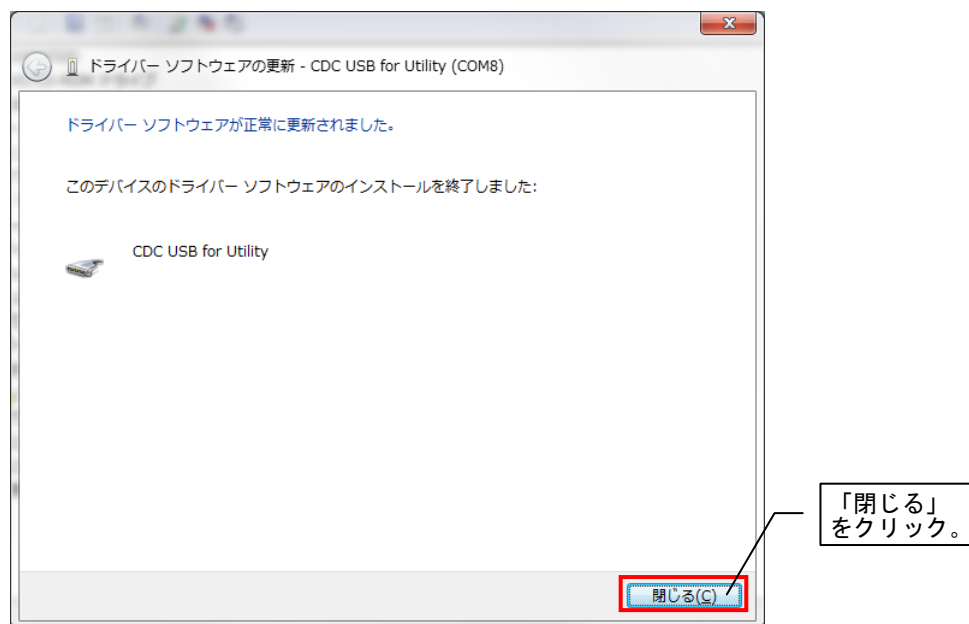 ドライバー ソフトウェアの更新 - CDC USB for Utility (COM8)
ドライバー ソフトウェアが正常に更新されました。
このデバイスのドライバー ソフトウェアのインストールを終了しました:
CDC USB for Utility
「閉じる」
をクリック。
閉じる(C)